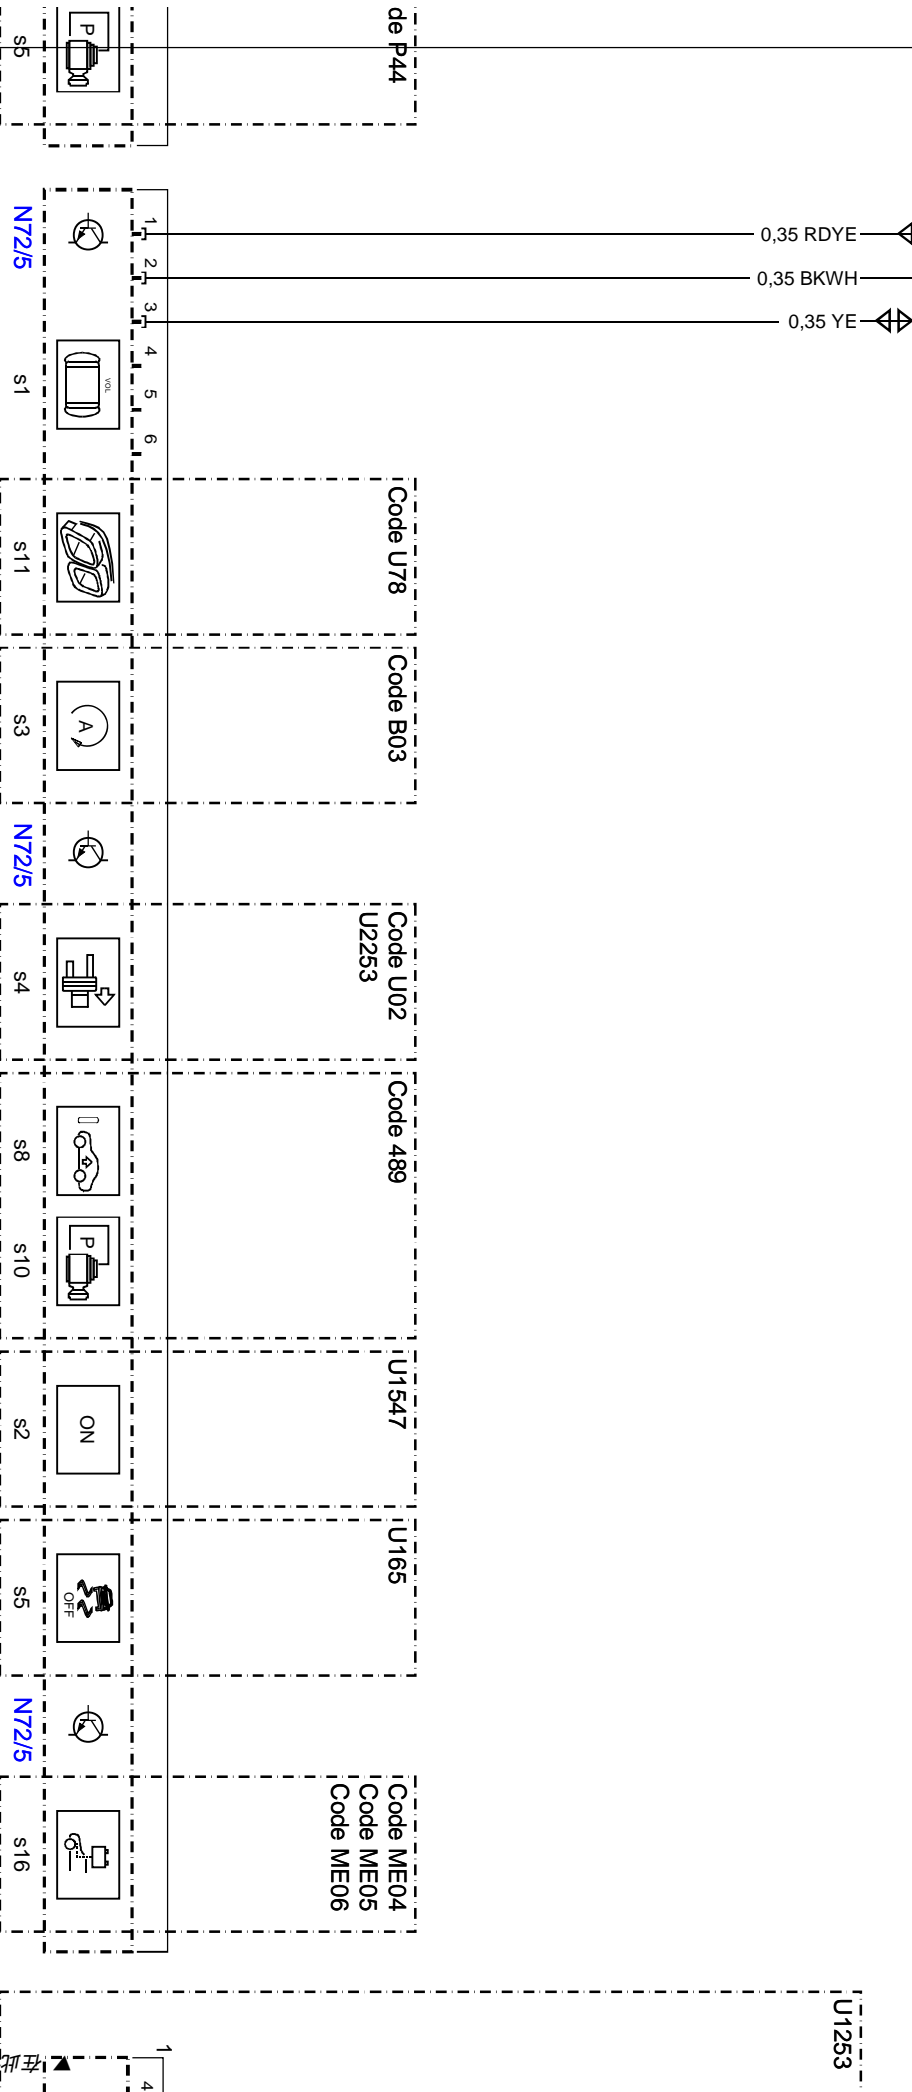 de P44
P
s5
N72/5
1
0,35 RDYE
2
0,35 BKWH
3
0,35 YE
4
5
6
VOL
s1
Code U78
s11
Code B03
A
s3
N72/5
Code U02
U2253
s4
Code 489
s8
P
s10
U1547
ON
s2
U165
OFF
s5
N72/5
Code ME04
Code ME05
Code ME06
s16
U1253
1
4
在此